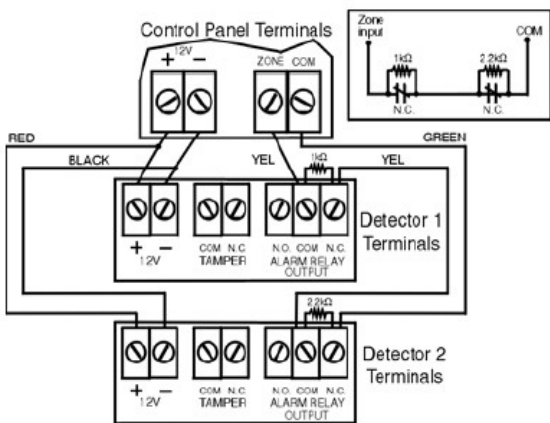 Control Panel Terminals
12V
+ −
ZONE COM
Zone input
COM
1kΩ
2.2kΩ
N.C.
N.C.
RED
GREEN
BLACK
YEL
YEL
1kΩ
Detector 1 Terminals
+ −
12V
COM N.C.
TAMPER
N.O. COM N.C.
ALARM RELAY
OUTPUT
2.2kΩ
Detector 2 Terminals
+ −
12V
COM N.C.
TAMPER
N.O. COM N.C.
ALARM RELAY
OUTPUT